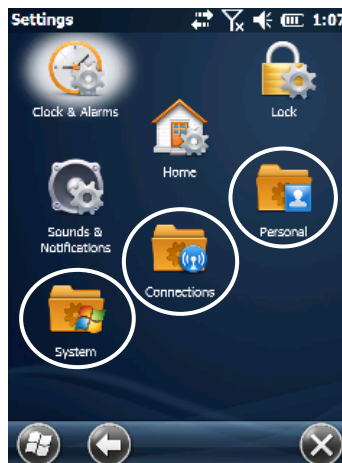 Settings 1:07
Clock & Alarms
Lock
Home
Sounds &
Notifications
Personal
Connections
System